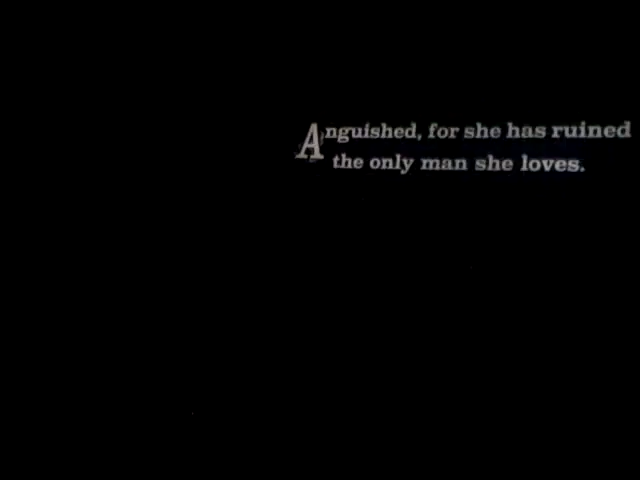 Anguished, for she has ruined
the only man she loves.